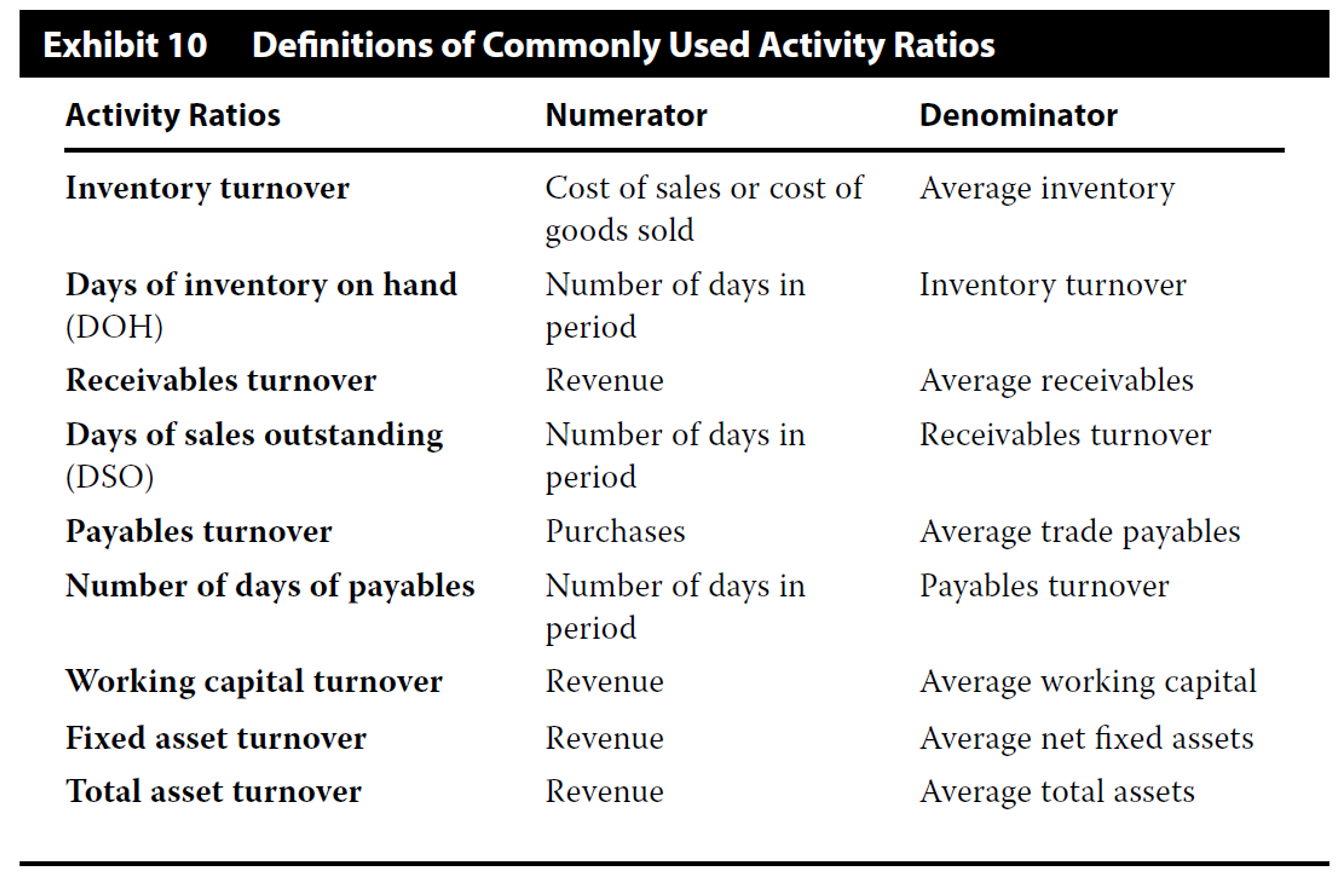 Exhibit 10 Definitions of Commonly Used Activity Ratios
Activity Ratios Numerator Denominator
Inventory turnover Cost of sales or cost of Average inventory
goods sold
Days of inventory on hand Number of days in Inventory turnover
(DOH) period
Receivables turnover Revenue Average receivables
Days of sales outstanding Number of days in Receivables turnover
(DSO) period
Payables turnover Purchases Average trade payables
Number of days of payables Number of days in Payables turnover
period
Working capital turnover Revenue Average working capital
Fixed asset turnover Revenue Average net fixed assets
Total asset turnover Revenue Average total assets